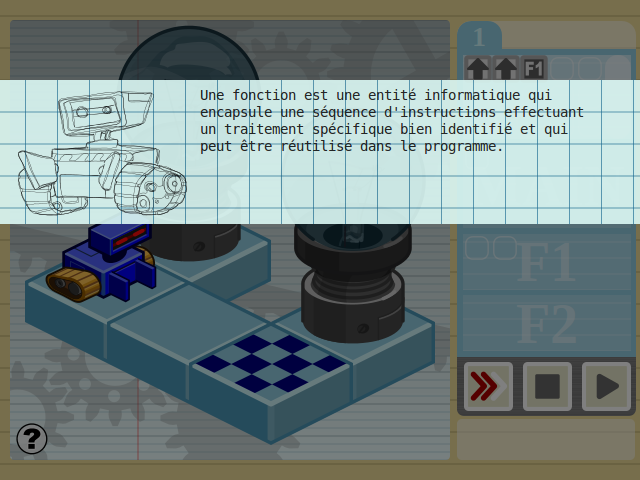 1
F1
Une fonction est une entité informatique qui
encapsule une séquence d'instructions effectuant
un traitement spécifique bien identifié et qui
peut être réutilisé dans le programme.
F1
F2
?